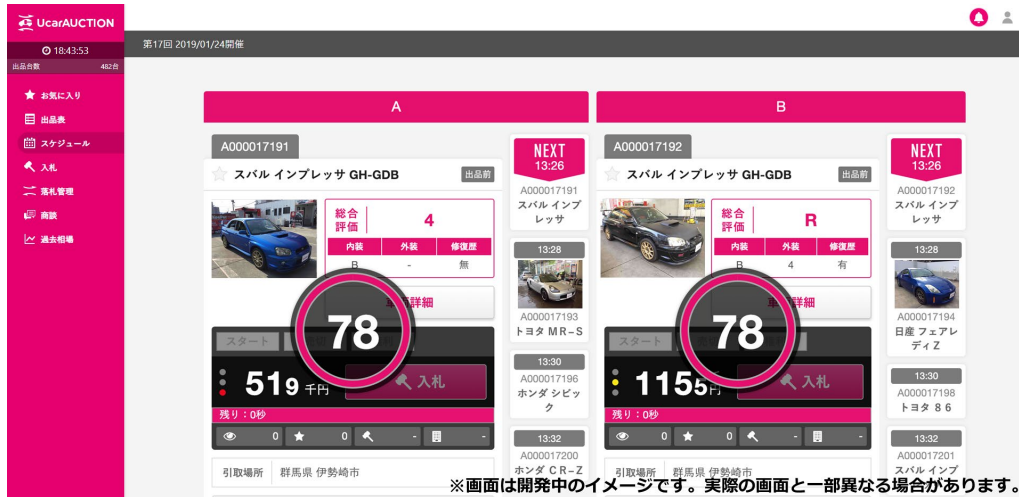 UcarAUCTION
18:43:53
出品台数 482台
お気に入り
出品表
スケジュール
入札
落札管理
商談
過去相場
第17回 2019/01/24開催
A
A000017191
スバル インプレッサ GH-GDB
出品前
総合
評価
4
内装 外装 修復歴
B - 無
詳細
スタート
78
519 千円
入札
残り：0秒
0 0 - -
引取場所 群馬県 伊勢崎市
NEXT
13:26
A000017191
スバル インプ
レッサ
13:28
A000017193
トヨタ MR−S
13:30
A000017196
ホンダ シビッ
ク
13:32
A000017200
ホンダ CR−Z
B
A000017192
スバル インプレッサ GH-GDB
出品前
総合
評価
R
内装 外装 修復歴
B 4 有
詳細
スタート
78
1155
円
入札
残り：0秒
0 0 - -
引取場所 群馬県 伊勢崎市
NEXT
13:26
A000017192
スバル インプ
レッサ
13:28
A000017194
日産 フェアレ
ディZ
13:30
A000017198
トヨタ 86
13:32
A000017201
スバル インプ
※画面は開発中のイメージです。実際の画面と一部異なる場合があります。